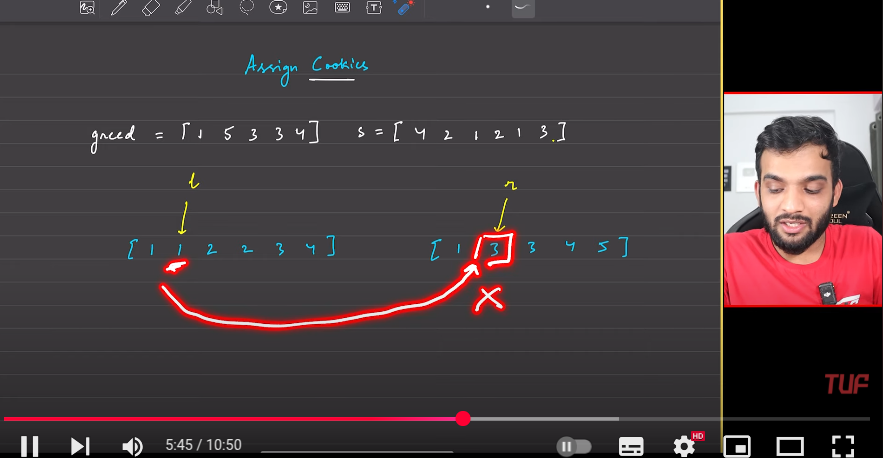 Assign Cookies
greed = [ 1 5 3 3 4 ] s = [ 4 2 1 2 1 3 ]
l r
[ 1 1 2 2 3 4 ] [ 1 3 3 4 5 ]
X
TUF
5:45 / 10:50
HD